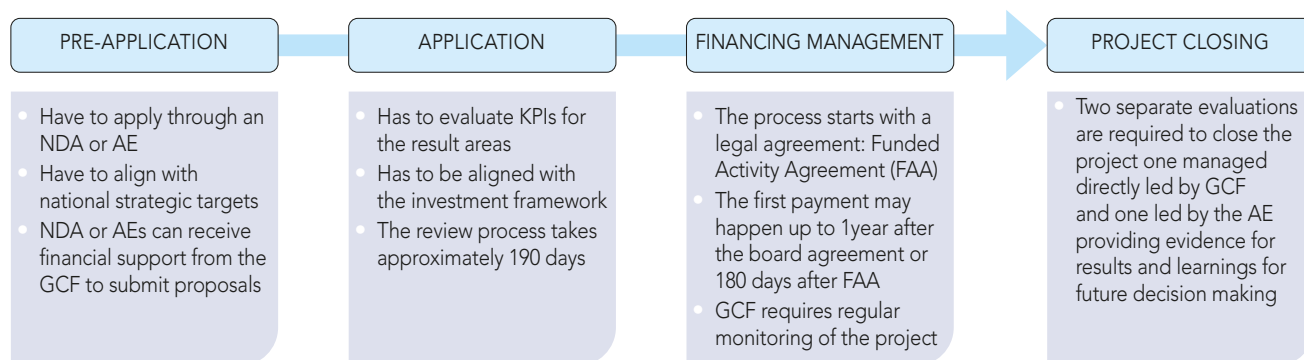 PRE-APPLICATION
Have to apply through an
NDA or AE
Have to align with
national strategic targets
NDA or AEs can receive
financial support from the
GCF to submit proposals
APPLICATION
Has to evaluate KPIs for
the result areas
Has to be aligned with
the investment framework
The review process takes
approximately 190 days
FINANCING MANAGEMENT
The process starts with a
legal agreement: Funded
Activity Agreement (FAA)
The first payment may
happen up to 1year after
the board agreement or
180 days after FAA
GCF requires regular
monitoring of the project
PROJECT CLOSING
Two separate evaluations
are required to close the
project one managed
directly led by GCF
and one led by the AE
providing evidence for
results and learnings for
future decision making